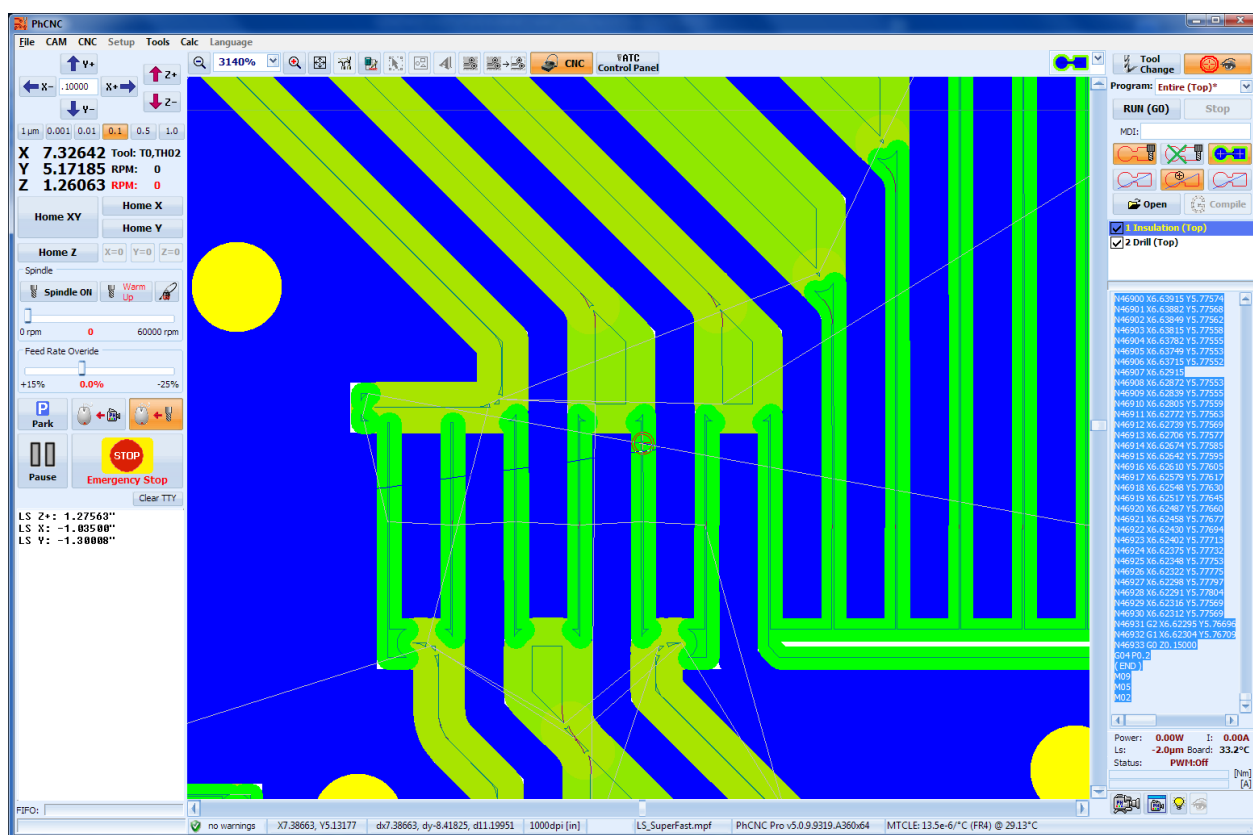 PhCNC
File CAM CNC Setup Tools Calc Language
Y+
X- .10000 X+
Y-
Z+
Z-
1 µm 0.001 0.01 0.1 0.5 1.0
X 7.32642 Tool: T0,TH02
Y 5.17185 RPM: 0
Z 1.26063 RPM: 0
Home XY
Home X
Home Y
Home Z X=0 Y=0 Z=0
Spindle
Spindle ON Warm Up
0 rpm 0 60000 rpm
Feed Rate Overide
+15% 0.0% -25%
P
Park
Pause
STOP
Emergency Stop
Clear TTY
LS Z+: 1.27563"
LS X: -1.03500"
LS Y: -1.30008"
FIFO:
3140% CNC ATC Control Panel
Tool Change
Program: Entire (Top)*
RUN (G0) Stop
MDI:
Open Compile
1 Insulation (Top)
2 Drill (Top)
N46900 X6.63915 Y5.77574
N46901 X6.63882 Y5.77568
N46902 X6.63849 Y5.77562
N46903 X6.63815 Y5.77558
N46904 X6.63782 Y5.77555
N46905 X6.63749 Y5.77553
N46906 X6.63715 Y5.77552
N46907 X6.62915
N46908 X6.62872 Y5.77553
N46909 X6.62839 Y5.77555
N46910 X6.62805 Y5.77559
N46911 X6.62772 Y5.77563
N46912 X6.62739 Y5.77569
N46913 X6.62706 Y5.77577
N46914 X6.62674 Y5.77585
N46915 X6.62642 Y5.77595
N46916 X6.62610 Y5.77605
N46917 X6.62579 Y5.77617
N46918 X6.62548 Y5.77630
N46919 X6.62517 Y5.77645
N46920 X6.62487 Y5.77660
N46921 X6.62458 Y5.77677
N46922 X6.62430 Y5.77694
N46923 X6.62402 Y5.77713
N46924 X6.62375 Y5.77732
N46925 X6.62348 Y5.77753
N46926 X6.62322 Y5.77775
N46927 X6.62298 Y5.77797
N46928 X6.62291 Y5.77804
N46929 X6.62316 Y5.77569
N46930 X6.62312 Y5.77569
N46931 G2 X6.62295 Y5.76696
N46932 G1 X6.62304 Y5.76709
N46933 G0 Z0.15000
G04 P0.2
( END )
M09
M05
M02
Power: 0.00W I: 0.00A
Ls: -2.0µm Board: 33.2°C
Status: PWM:Off
[Nm]
[A]
no warnings X7.38663, Y5.13177 dx7.38663, dy-8.41825, d11.19951 1000dpi [in] LS_SuperFast.mpf PhCNC Pro v5.0.9.9319.A360x64 MTCLE: 13.5e-6/°C (FR4) @ 29.13°C